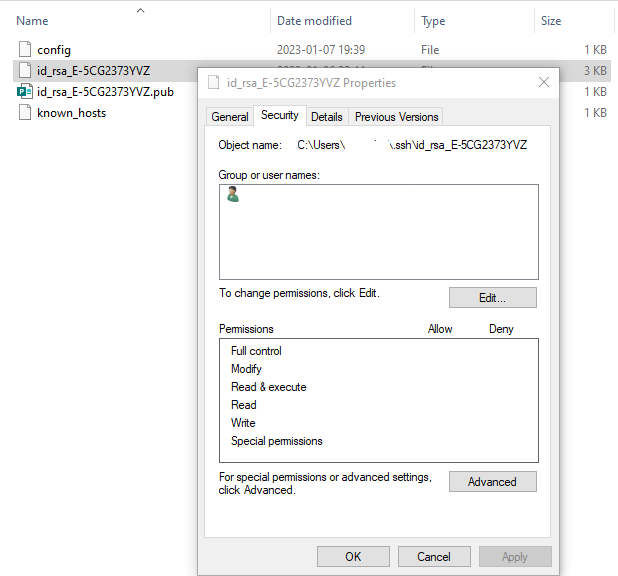 Name Date modified Type Size
config 2023-01-07 19:39 File 1 KB
id_rsa_E-5CG2373YVZ 3 KB
id_rsa_E-5CG2373YVZ.pub 1 KB
known_hosts 1 KB
id_rsa_E-5CG2373YVZ Properties
General Security Details Previous Versions
Object name: C:\Users\ \.ssh\id_rsa_E-5CG2373YVZ
Group or user names:
To change permissions, click Edit.
Edit...
Permissions Allow Deny
Full control
Modify
Read & execute
Read
Write
Special permissions
For special permissions or advanced settings,
click Advanced.
Advanced
OK Cancel Apply